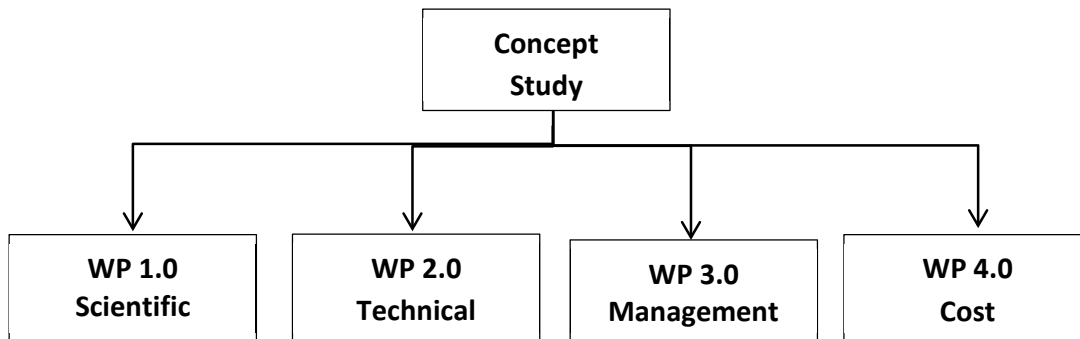 Concept
Study
WP 1.0
Scientific
WP 2.0
Technical
WP 3.0
Management
WP 4.0
Cost